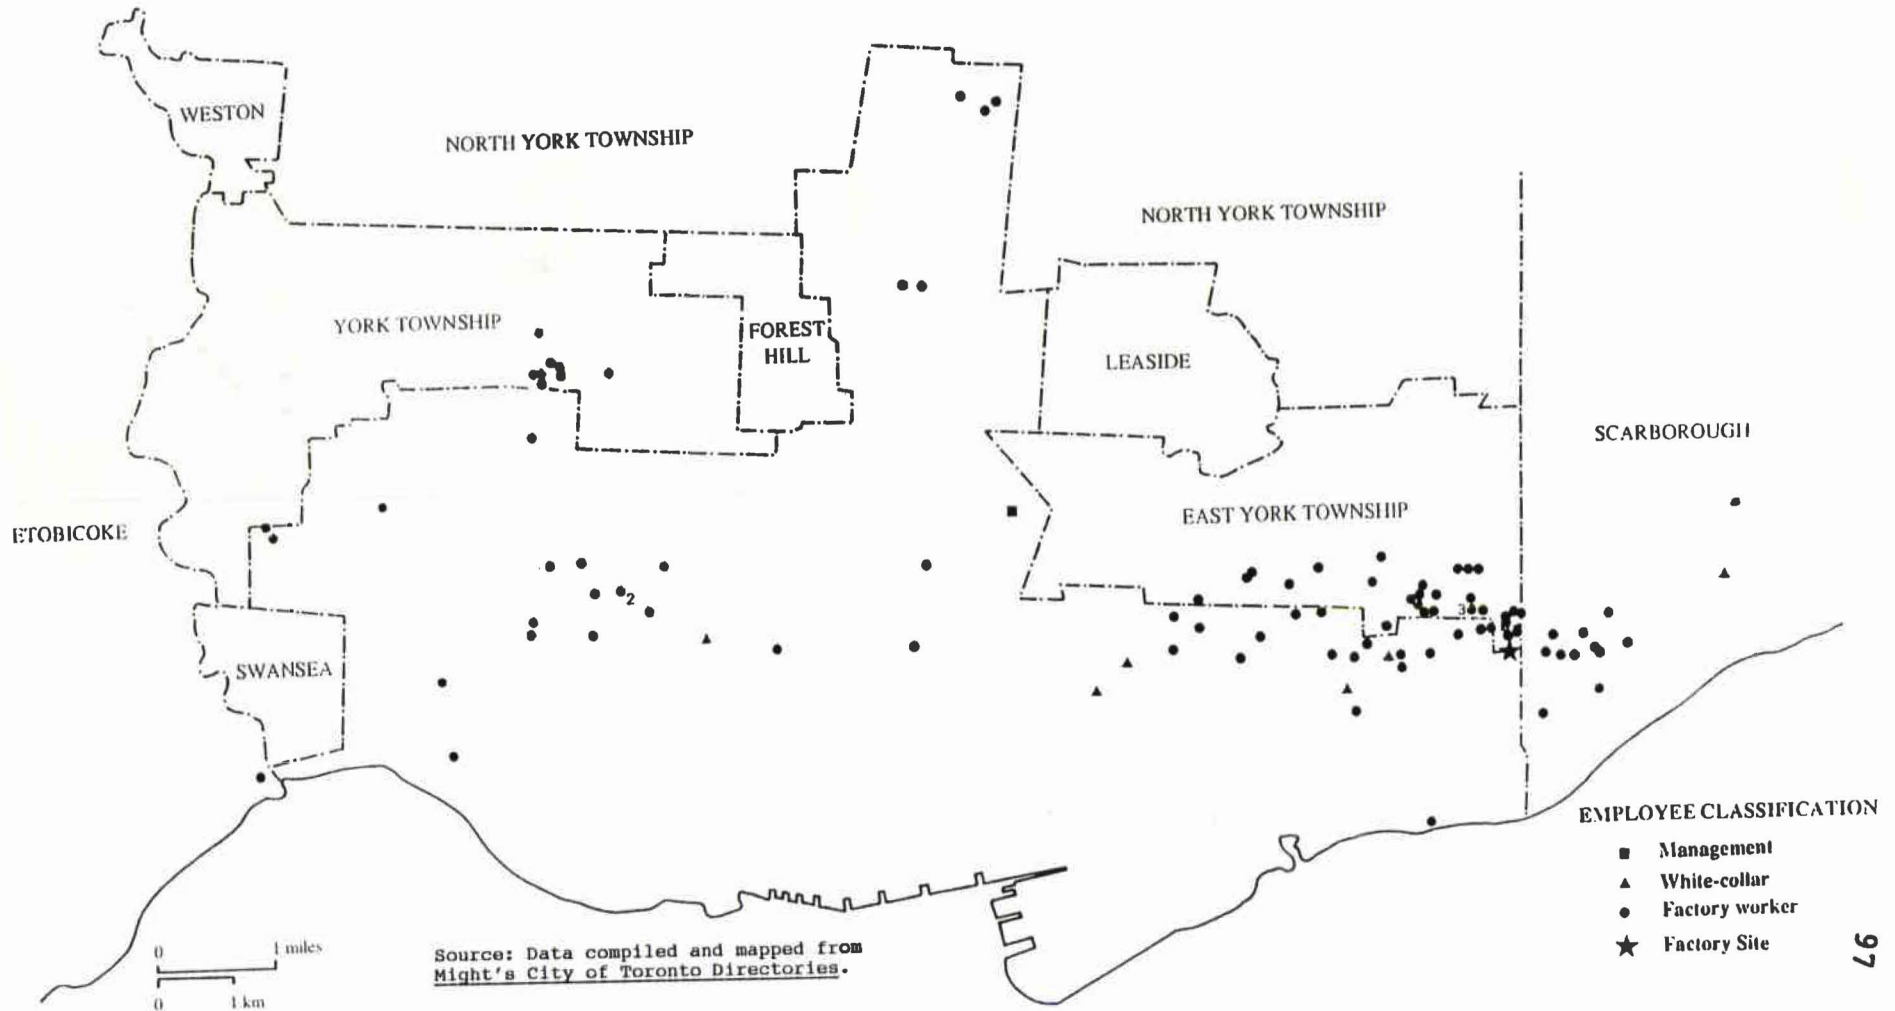 WESTON
NORTH YORK TOWNSHIP
NORTH YORK TOWNSHIP
YORK TOWNSHIP
FOREST
HILL
LEASIDE
SCARBOROUGH
ETOBICOKE
EAST YORK TOWNSHIP
2
3
SWANSEA
EMPLOYEE CLASSIFICATION
Management
White-collar
Factory worker
Factory Site
0 1 miles
0 1 km
Source: Data compiled and mapped from
Might's City of Toronto Directories.
97